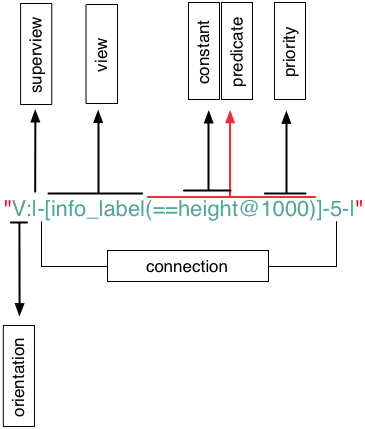 superview
view
constant
predicate
priority
"V:l-[info_label(==height@1000)]-5-l"
connection
orientation